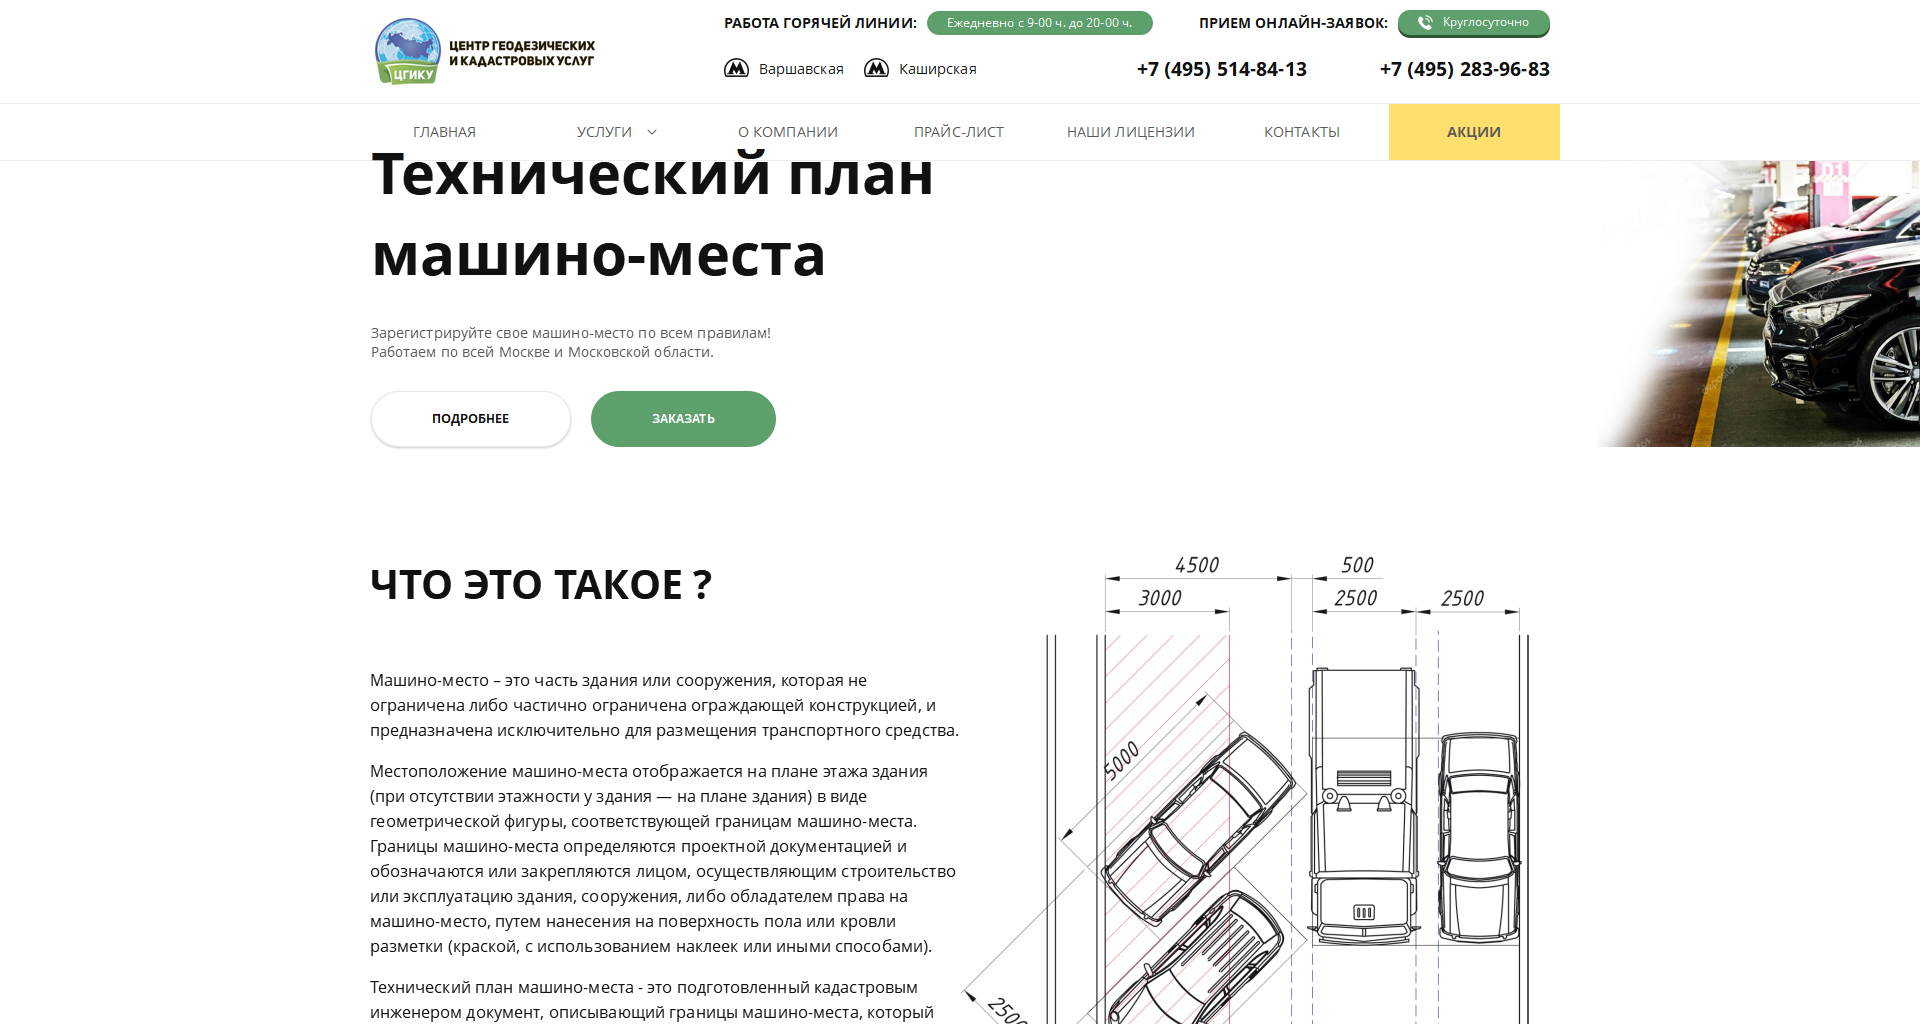 ЦЕНТР ГЕОДЕЗИЧЕСКИХ
И КАДАСТРОВЫХ УСЛУГ
ЦГИКУ
РАБОТА ГОРЯЧЕЙ ЛИНИИ:
Ежедневно с 9-00 ч. до 20-00 ч.
ПРИЕМ ОНЛАЙН-ЗАЯВОК:
Круглосуточно
Варшавская
Каширская
+7 (495) 514-84-13
+7 (495) 283-96-83
ГЛАВНАЯ
УСЛУГИ
О КОМПАНИИ
ПРАЙС-ЛИСТ
НАШИ ЛИЦЕНЗИИ
КОНТАКТЫ
АКЦИИ
Технический план
машино-места
Зарегистрируйте свое машино-место по всем правилам!
Работаем по всей Москве и Московской области.
ПОДРОБНЕЕ
ЗАКАЗАТЬ
ЧТО ЭТО ТАКОЕ ?
Машино-место – это часть здания или сооружения, которая не
ограничена либо частично ограничена ограждающей конструкцией, и
предназначена исключительно для размещения транспортного средства.
Местоположение машино-места отображается на плане этажа здания
(при отсутствии этажности у здания — на плане здания) в виде
геометрической фигуры, соответствующей границам машино-места.
Границы машино-места определяются проектной документацией и
обозначаются или закрепляются лицом, осуществляющим строительство
или эксплуатацию здания, сооружения, либо обладателем права на
машино-место, путем нанесения на поверхность пола или кровли
разметки (краской, с использованием наклеек или иными способами).
Технический план машино-места - это подготовленный кадастровым
инженером документ, описывающий границы машино-места, который
4500
500
3000
2500
2500
5000
2500